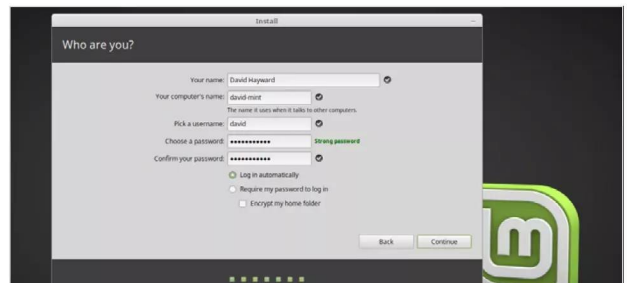 Install
Who are you?
Your name: David Hayward
Your computer's name: david-mint
The name it uses when it talks to other computers.
Pick a username: david
Choose a password: ●●●●●●●●●●● Strong password
Confirm your password: ●●●●●●●●●●●
Log in automatically
Require my password to log in
Encrypt my home folder
Back Continue